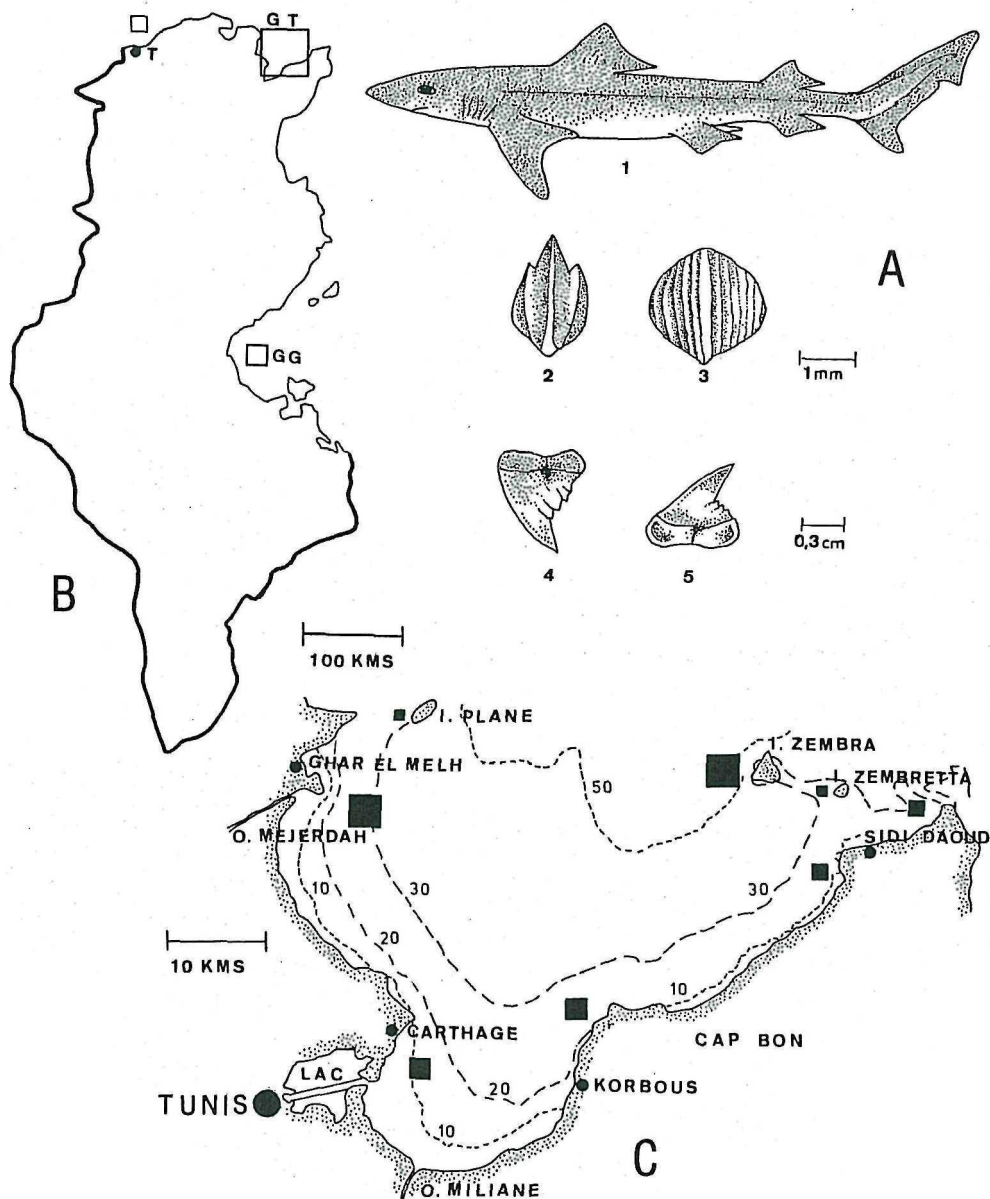 GT
T
1
A
2
3
1mm
GG
4
5
0,3 cm
B
100 KMS
I. PLANE
I. ZEMBRA
GHAR EL MELH
I. ZEMBRETTA
50
O. MEJERDAH
SIDI DAOUD
10
30
30
20
10 KMS
10
CARTHAGE
CAP BON
LAC
20
KORBOUS
TUNIS
10
C
O. MILIANE